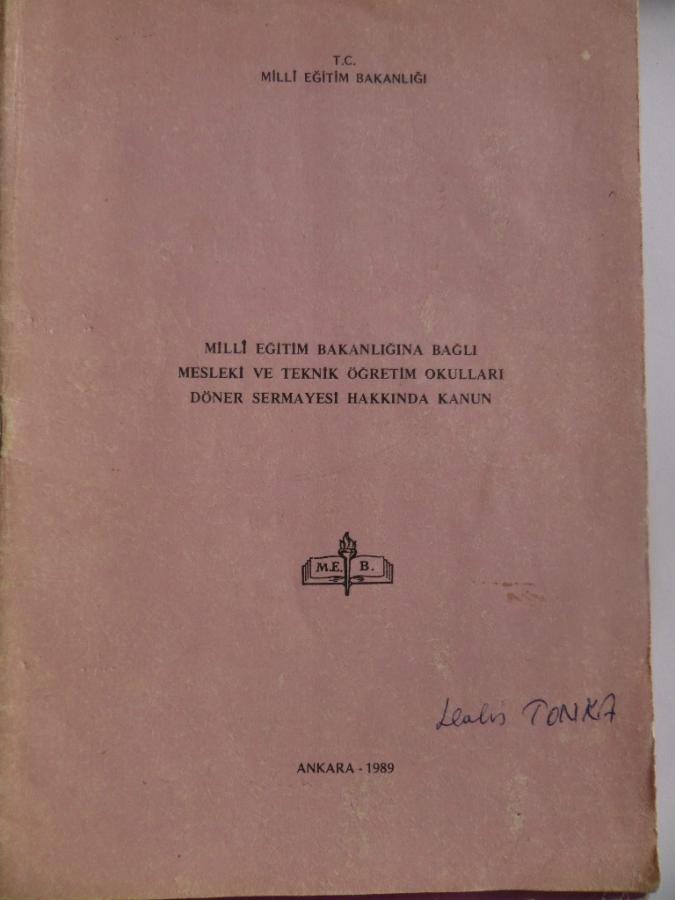 T.C.
MİLLÎ EĞİTİM BAKANLIĞI
MİLLÎ EĞİTİM BAKANLIĞINA BAĞLI
MESLEKİ VE TEKNİK ÖĞRETİM OKULLARI
DÖNER SERMAYESİ HAKKINDA KANUN
M.E. B.
TONKA
ANKARA - 1989